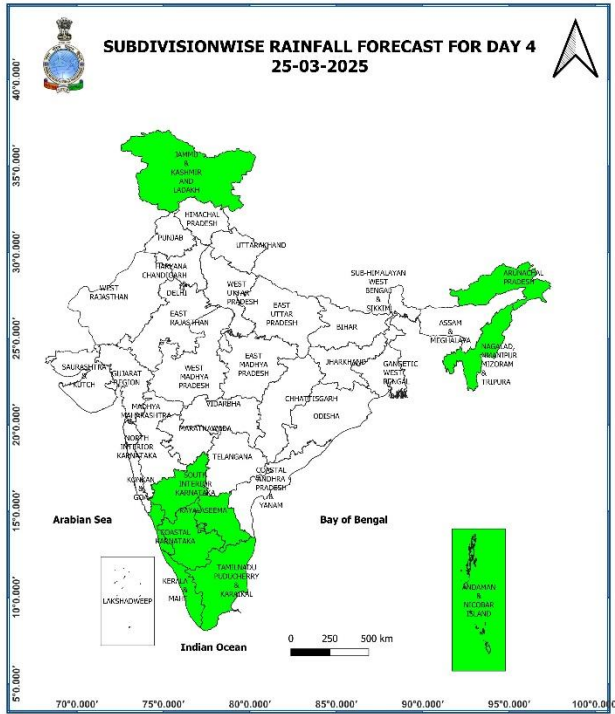 SUBDIVISIONWISE RAINFALL FORECAST FOR DAY 4
25-03-2025
40°0.000'
35°0.000'
30°0.000'
25°0.000'
20°0.000'
15°0.000'
10°0.000'
5°0.000'
JAMMU
&
KASHMIR
AND
LADAKH
HIMACHAL
PRADESH
PUNJAB
UTTARAKHAND
HARYANA
CHANDIGARH
&
DELHI
WEST
RAJASTHAN
WEST
UTTAR
PRADESH
EAST
RAJASTHAN
EAST
UTTAR
PRADESH
SUB-HIMALAYAN
WEST
BENGAL
&
SIKKIM
ARUNACHAL
PRADESH
ASSAM
&
MEGHALAYA
NAGALAD,
MANIPUR
MIZORAM
&
TRIPURA
BIHAR
SAURASHTRA
&
KUTCH
GUJARAT
REGION
WEST
MADHYA
PRADESH
EAST
MADHYA
PRADESH
JHARKHAND
GANGETIC
WEST
BENGAL
CHHATTISGARH
ODISHA
MADHYA
MAHARASHTRA
VIDARBHA
MARATHAWADA
NORTH
INTERIOR
KARNATAKA
TELANGANA
KONKAN
&
GOA
SOUTH
INTERIOR
KARNATAKA
COASTAL
ANDHRA
PRADESH
&
YANAM
RAYALASEEMA
Arabian Sea
Bay of Bengal
COASTAL
KARNATAKA
LAKSHADWEEP
KERALA
&
MAHE
TAMILNADU
PUDUCHERRY
&
KARAIKAL
ANDAMAN
&
NICOBAR
ISLAND
Indian Ocean
0 250 500 km
70°0.000' 75°0.000' 80°0.000' 85°0.000' 90°0.000' 95°0.000' 100°0.000'